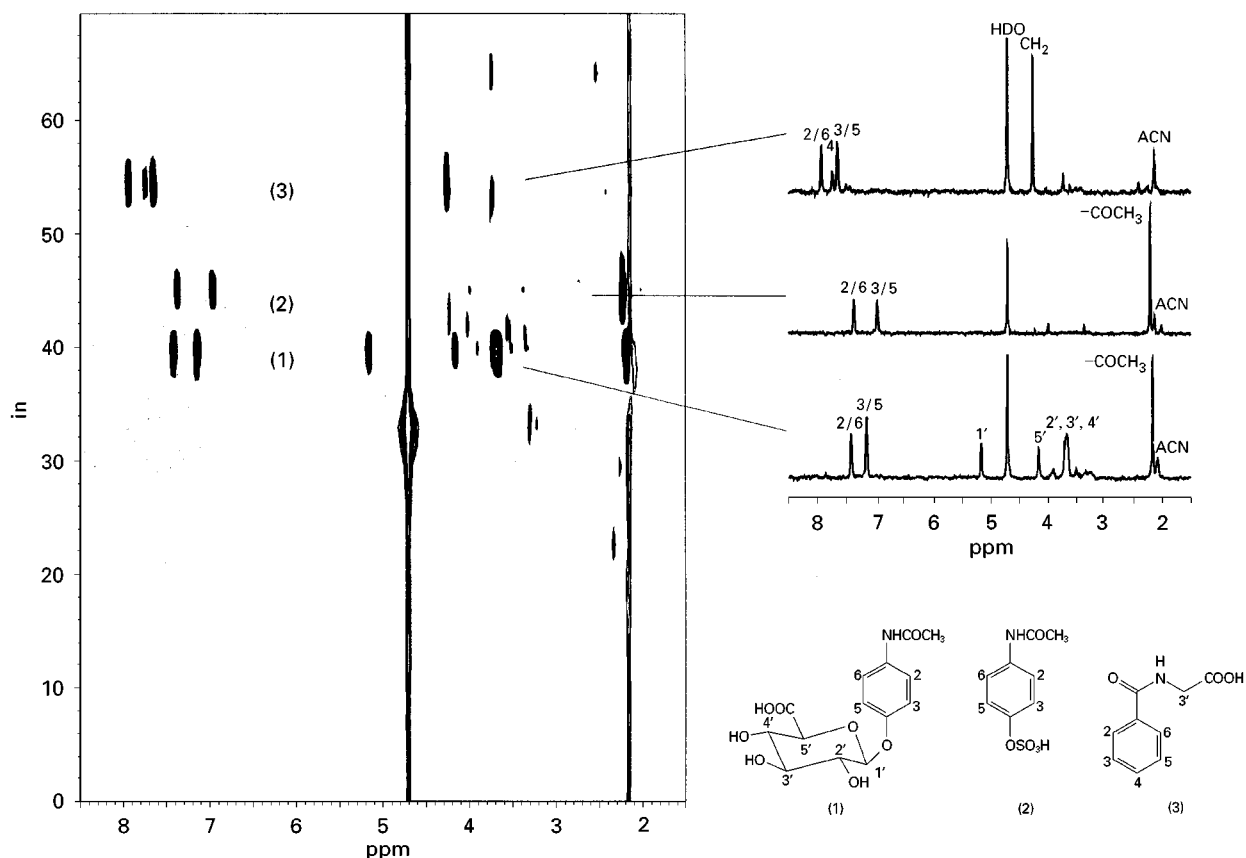 60
50
40
30
20
10
0
in
(3)
(2)
(1)
8
7
6
5
4
3
2
ppm
HDO
CH₂
2/6
4
3/5
ACN
–COCH₃
2/6
3/5
ACN
–COCH₃
2/6
3/5
1′
5′
2′, 3′, 4′
ACN
8
7
6
5
4
3
2
ppm
NHCOCH₃
6
2
5
3
HOOC
4′
O
HO
5′
O
HO
2′
3′
OH
1′
(1)
NHCOCH₃
6
2
5
3
OSO₃H
(2)
H
O
N
COOH
3′
2
6
3
5
4
(3)